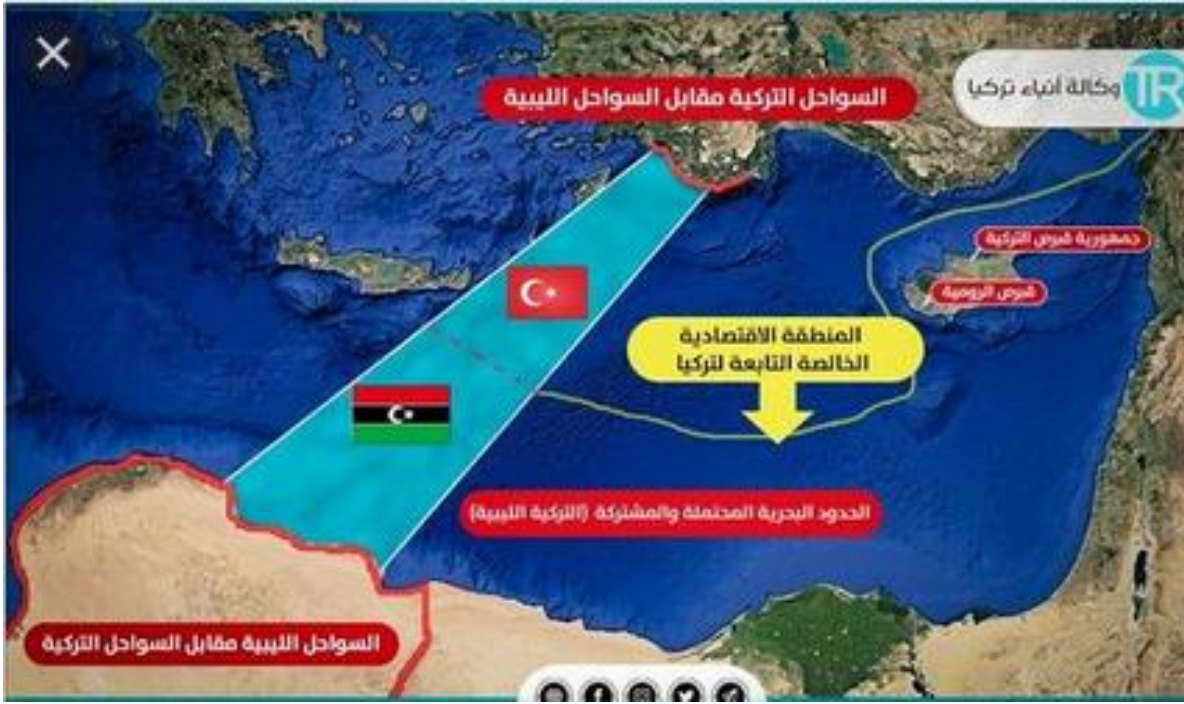 وكالة أنباء تركيا
TR
السواحل التركية مقابل السواحل الليبية
جمهورية قبرص التركية
قبرص الرومية
المنطقة الاقتصادية
الخالصة التابعة لتركيا
الحدود البحرية المحتملة والمشتركة (التركية الليبية)
السواحل الليبية مقابل السواحل التركية